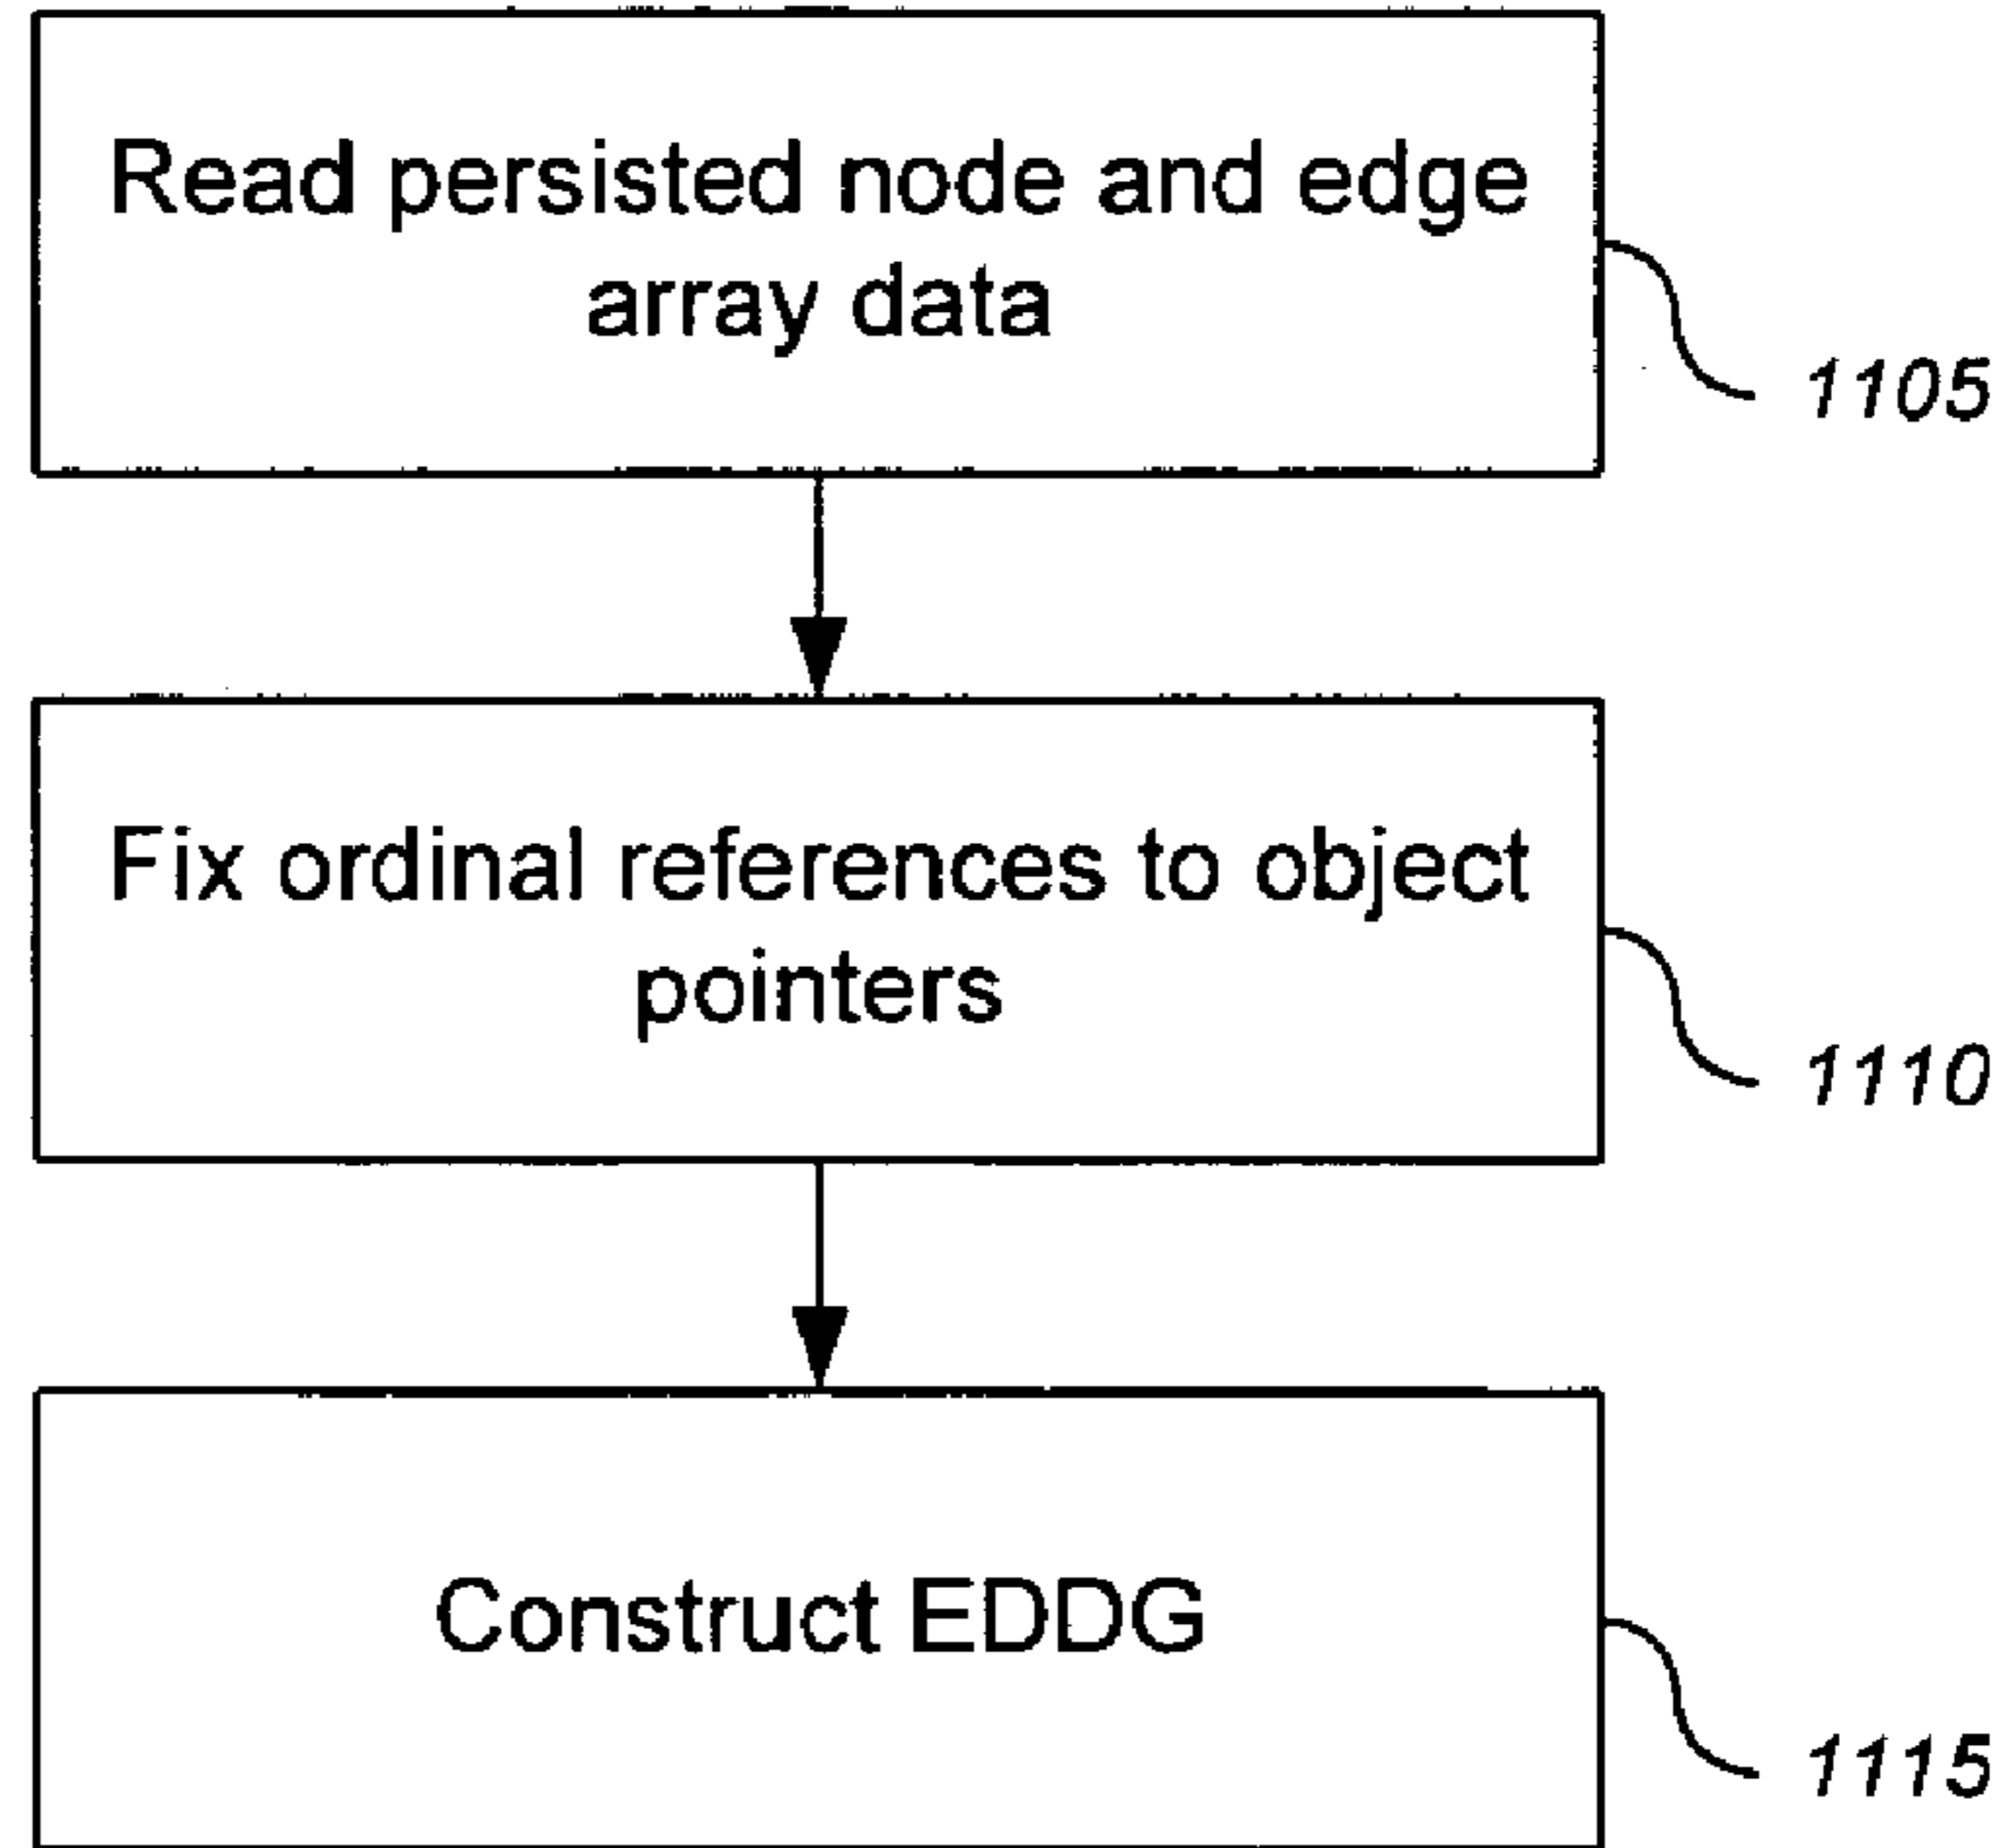 Read persisted node and edge
array data
1105
Fix ordinal references to object
pointers
1110
Construct EDDG
1115